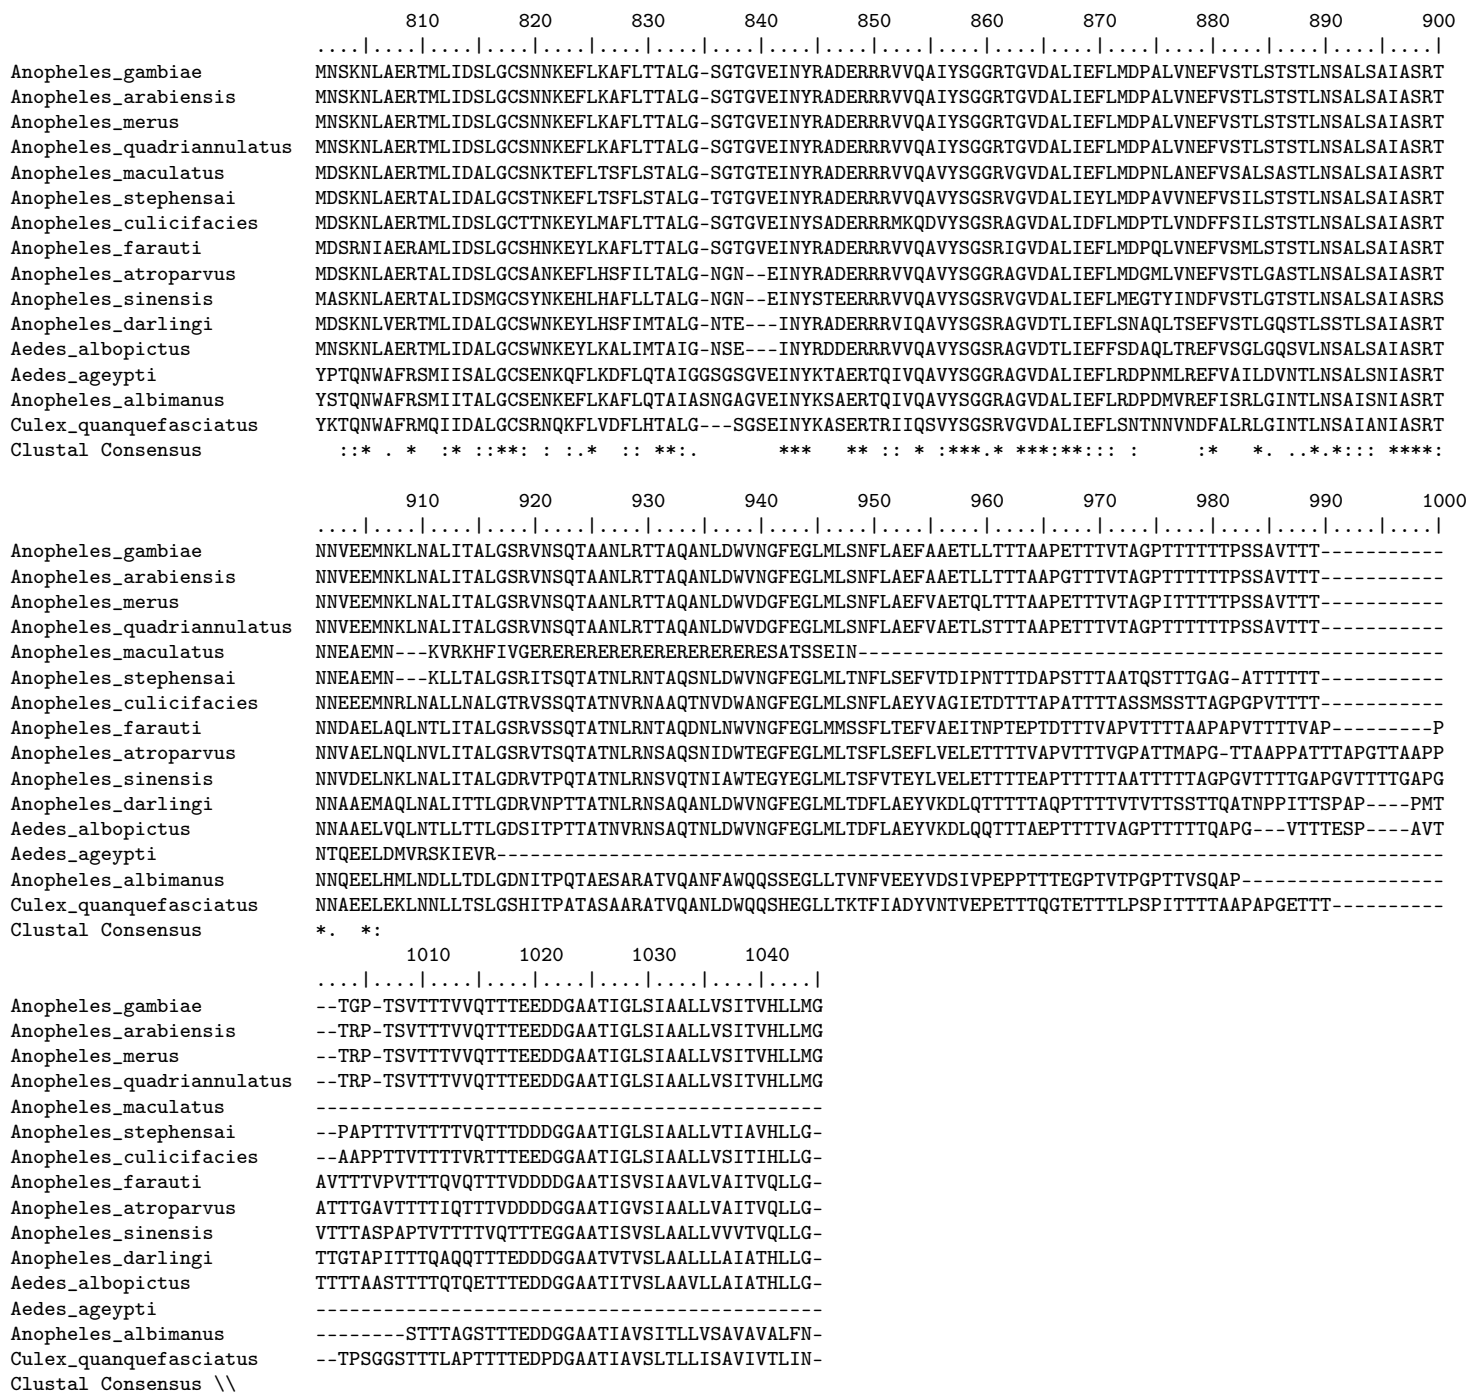 810 820 830 840 850 860 870 880 890 900
....|....|....|....|....|....|....|....|....|....|....|....|....|....|....|....|....|....|....|....|
Anopheles_gambiae MNSKNLAERTMLIDSLGCSNNKEFLKAFLTTALG-SGTGVEINYRADERRRVVQAIYSGGRTGVDALIEFLMDPALVNEFVSTLSTSTLNSALSAIASRT
Anopheles_arabiensis MNSKNLAERTMLIDSLGCSNNKEFLKAFLTTALG-SGTGVEINYRADERRRVVQAIYSGGRTGVDALIEFLMDPALVNEFVSTLSTSTLNSALSAIASRT
Anopheles_merus MNSKNLAERTMLIDSLGCSNNKEFLKAFLTTALG-SGTGVEINYRADERRRVVQAIYSGGRTGVDALIEFLMDPALVNEFVSTLSTSTLNSALSAIASRT
Anopheles_quadriannulatus MNSKNLAERTMLIDSLGCSNNKEFLKAFLTTALG-SGTGVEINYRADERRRVVQAIYSGGRTGVDALIEFLMDPALVNEFVSTLSTSTLNSALSAIASRT
Anopheles_maculatus MDSKNLAERTMLIDALGCSNKTEFLTSFLSTALG-SGTGTEINYRADERRRVVQAVYSGGRVGVDALIEFLMDPNLANEFVSALSASTLNSALSAIASRT
Anopheles_stephensai MDSKNLAERTALIDALGCSTNKEFLTSFLSTALG-TGTGVEINYRADERRRVVQAVYSGSRAGVDALIEYLMDPAVVNEFVSILSTSTLNSALSAIASRT
Anopheles_culicifacies MDSKNLAERTMLIDSLGCTTNKEYLMAFLTTALG-SGTGVEINYSADERRRMKQDVYSGSRAGVDALIDFLMDPTLVNDFFSILSTSTLNSALSAIASRT
Anopheles_farauti MDSRNIAERAMLIDSLGCSHNKEYLKAFLTTALG-SGTGVEINYRADERRRVVQAVYSGSRIGVDALIEFLMDPQLVNEFVSMLSTSTLNSALSAIASRT
Anopheles_atroparvus MDSKNLAERTALIDSLGCSANKEFLHSFILTALG-NGN--EINYRADERRRVVQAVYSGGRAGVDALIEFLMDGMLVNEFVSTLGASTLNSALSAIASRT
Anopheles_sinensis MASKNLAERTALIDSMGCSYNKEHLHAFLLTALG-NGN--EINYSTEERRRVVQAVYSGSRVGVDALIEFLMEGTYINDFVSTLGTSTLNSALSAIASRS
Anopheles_darlingi MDSKNLVERTMLIDALGCSWNKEYLHSFIMTALG-NTE---INYRADERRRVIQAVYSGSRAGVDTLIEFLSNAQLTSEFVSTLGQSTLSSTLSAIASRT
Aedes_albopictus MNSKNLAERTMLIDALGCSWNKEYLKALIMTAIG-NSE---INYRDDERRRVVQAVYSGSRAGVDTLIEFFSDAQLTREFVSGLGQSVLNSALSAIASRT
Aedes_ageypti YPTQNWAFRSMIISALGCSENKQFLKDFLQTAIGGSGSGVEINYKTAERTQIVQAVYSGGRAGVDALIEFLRDPNMLREFVAILDVNTLNSALSNIASRT
Anopheles_albimanus YSTQNWAFRSMIITALGCSENKEFLKAFLQTAIASNGAGVEINYKSAERTQIVQAVYSGGRTGVDALIEFLRDPDMVREFISRLGINTLNSAISNIASRT
Culex_quanquefasciatus YKTQNWAFRMQIIDALGCSRNQKFLVDFLHTALG---SGSEINYKASERTRIIQSVYSGSRVGVDALIEFLSNTNNVNDFALRLGINTLNSAIANIASRT
Clustal Consensus ::* . * :* ::**: : :.* :: **:. *** ** :: * :***.* ***:**::: : :* *. ..*.*::: ****:
910 920 930 940 950 960 970 980 990 1000
....|....|....|....|....|....|....|....|....|....|....|....|....|....|....|....|....|....|....|....|
Anopheles_gambiae NNVEEMNKLNALITALGSRVNSQTAANLRTTAQANLDWVNGFEGLMLSNFLAEFAAETLLTTTAAPETTTVTAGPTTTTTTPSSAVTTT-----------
Anopheles_arabiensis NNVEEMNKLNALITALGSRVNSQTAANLRTTAQANLDWVNGFEGLMLSNFLAEFAAETLLTTTAAPGTTTVTAGPTTTTTTPSSAVTTT-----------
Anopheles_merus NNVEEMNKLNALITALGSRVNSQTAANLRTTAQANLDWVDGFEGLMLSNFLAEFVAETQLTTTAAPETTTVTAGPITTTTTPSSAVTTT-----------
Anopheles_quadriannulatus NNVEEMNKLNALITALGSRVNSQTAANLRTTAQANLDWVDGFEGLMLSNFLAEFVAETLSTTTAAPETTTVTAGPTTTTTTPSSAVTTT-----------
Anopheles_maculatus NNEAEMN---KVRKHFIVGERERERERERERERERERERESATSSEIN----------------------------------------------------
Anopheles_stephensai NNEAEMN---KLLTALGSRITSQTATNLRNTAQSNLDWVNGFEGLMLTNFLSEFVTDIPNTTTDAPSTTTAATQSTTTGAG-ATTTTTT-----------
Anopheles_culicifacies NNEEEMNRLNALLNALGTRVSSQTATNVRNAAQTNVDWANGFEGLMLSNFLAEYVAGIETDTTTAPATTTTASSMSSTTAGPGPVTTTT-----------
Anopheles_farauti NNDAELAQLNTLITALGSRVSSQTATNLRNTAQDNLNWVNGFEGLMMSSFLTEFVAEITNPTEPTDTTTVAPVTTTTAAPAPVTTTTVAP---------P
Anopheles_atroparvus NNVAELNQLNVLITALGSRVTSQTATNLRNSAQSNIDWTEGFEGLMLTSFLSEFLVELETTTTVAPVTTTVGPATTMAPG-TTAAPPATTTAPGTTAAPP
Anopheles_sinensis NNVDELNKLNALITALGDRVTPQTATNLRNSVQTNIAWTEGYEGLMLTSFVTEYLVELETTTTEAPTTTTTAATTTTTAGPGVTTTTGAPGVTTTTGAPG
Anopheles_darlingi NNAAEMAQLNALITTLGDRVNPTTATNLRNSAQANLDWVNGFEGLMLTDFLAEYVKDLQTTTTTAQPTTTTVTVTTSSTTQATNPPITTSPAP----PMT
Aedes_albopictus NNAAELVQLNTLLTTLGDSITPTTATNVRNSAQTNLDWVNGFEGLMLTDFLAEYVKDLQQTTTAEPTTTTVAGPTTTTTQAPG---VTTTESP----AVT
Aedes_ageypti NTQEELDMVRSKIEVR------------------------------------------------------------------------------------
Anopheles_albimanus NNQEELHMLNDLLTDLGDNITPQTAESARATVQANFAWQQSSEGLLTVNFVEEYVDSIVPEPPTTTEGPTVTPGPTTVSQAP------------------
Culex_quanquefasciatus NNAEELEKLNNLLTSLGSHITPATASAARATVQANLDWQQSHEGLLTKTFIADYVNTVEPETTTQGTETTTLPSPITTTTAAPAPGETTT----------
Clustal Consensus *. *:
1010 1020 1030 1040
....|....|....|....|....|....|....|....|....|
Anopheles_gambiae --TGP-TSVTTTVVQTTTEEDDGAATIGLSIAALLVSITVHLLMG
Anopheles_arabiensis --TRP-TSVTTTVVQTTTEEDDGAATIGLSIAALLVSITVHLLMG
Anopheles_merus --TRP-TSVTTTVVQTTTEEDDGAATIGLSIAALLVSITVHLLMG
Anopheles_quadriannulatus --TRP-TSVTTTVVQTTTEEDDGAATIGLSIAALLVSITVHLLMG
Anopheles_maculatus ---------------------------------------------
Anopheles_stephensai --PAPTTTVTTTTVQTTTDDDGGAATIGLSIAALLVTIAVHLLG-
Anopheles_culicifacies --AAPPTTVTTTTVRTTTEEDGGAATIGLSIAALLVSITIHLLG-
Anopheles_farauti AVTTTVPVTTTQVQTTTVDDDDGAATISVSIAAVLVAITVQLLG-
Anopheles_atroparvus ATTTGAVTTTTIQTTTVDDDDGGAATIGVSIAALLVAITVQLLG-
Anopheles_sinensis VTTTASPAPTVTTTTVQTTTEGGAATISVSLAALLVVVTVQLLG-
Anopheles_darlingi TTGTAPITTTQAQQTTTEDDDGGAATVTVSLAALLLAIATHLLG-
Aedes_albopictus TTTTAASTTTTQTQETTTEDDGGAATITVSLAAVLLAIATHLLG-
Aedes_ageypti ---------------------------------------------
Anopheles_albimanus --------STTTAGSTTTEDDGGAATIAVSITLLVSAVAVALFN-
Culex_quanquefasciatus --TPSGGSTTTLAPTTTTEDPDGAATIAVSLTLLISAVIVTLIN-
Clustal Consensus \\